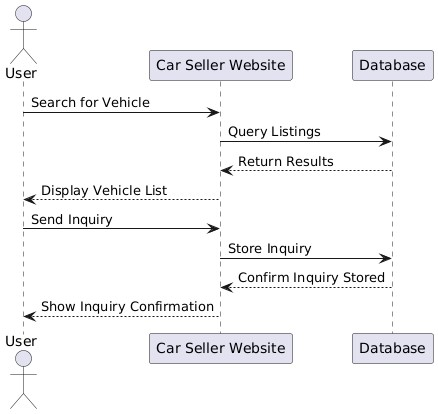 User
Car Seller Website
Database
Search for Vehicle
Query Listings
Return Results
Display Vehicle List
Send Inquiry
Store Inquiry
Confirm Inquiry Stored
Show Inquiry Confirmation
User
Car Seller Website
Database